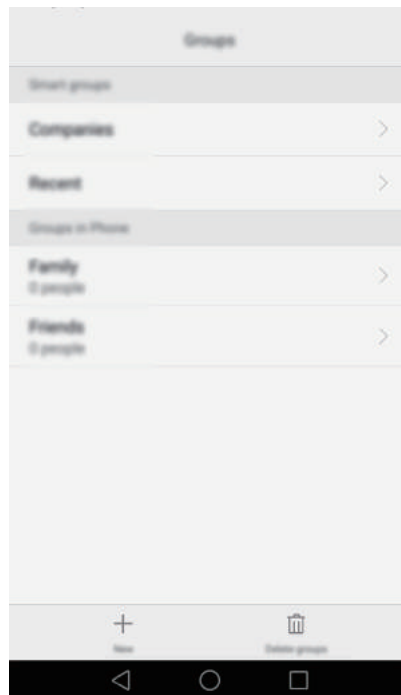 Groups
Smart groups
Companies
Recent
Groups in Phone
Family
0 people
Friends
0 people
New
Delete groups